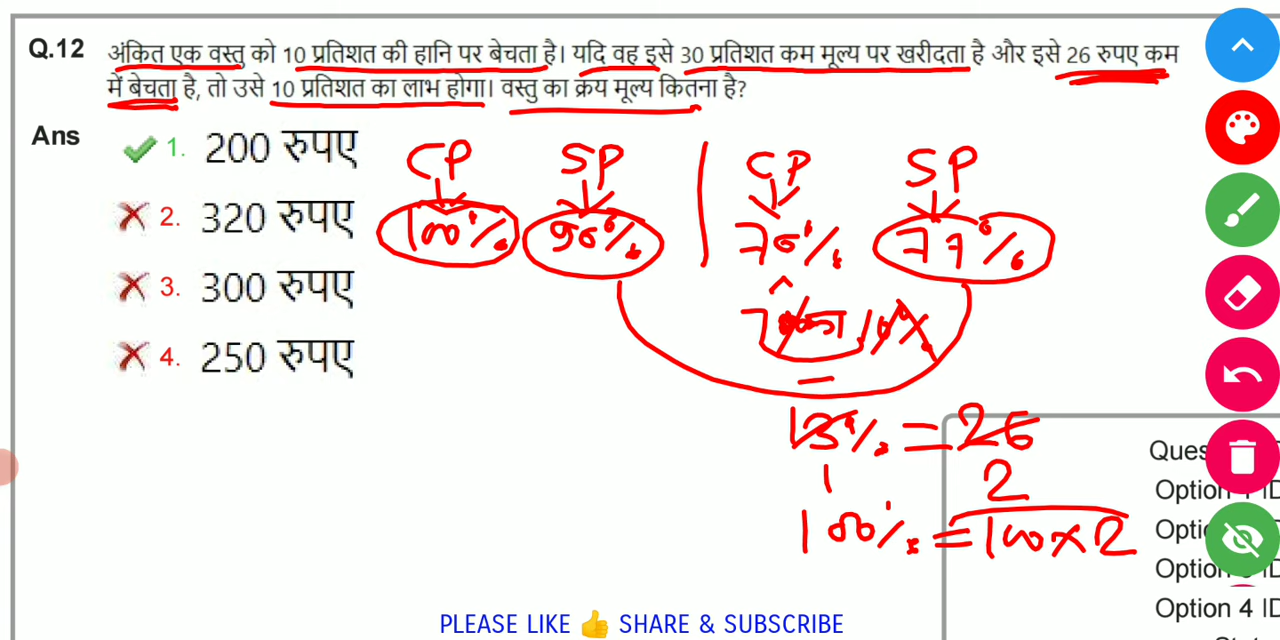 Q.12 अंकित एक वस्तु को 10 प्रतिशत की हानि पर बेचता है। यदि वह इसे 30 प्रतिशत कम मूल्य पर खरीदता है और इसे 26 रुपए कम
में बेचता है, तो उसे 10 प्रतिशत का लाभ होगा। वस्तु का क्रय मूल्य कितना है?
Ans
1. 200 रुपए
2. 320 रुपए
3. 300 रुपए
4. 250 रुपए
CP SP CP SP
100% 90% 70% 77%
13% = 26
1 2
100% = 100×2
Ques
Option
Option 4 ID
PLEASE LIKE 👍 SHARE & SUBSCRIBE